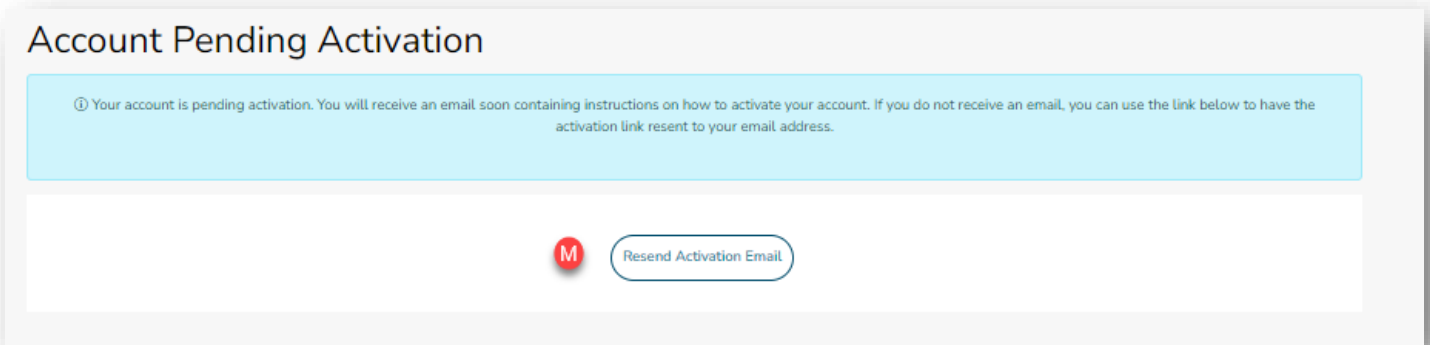 Account Pending Activation
ⓘ Your account is pending activation. You will receive an email soon containing instructions on how to activate your account. If you do not receive an email, you can use the link below to have the
activation link resent to your email address.
M
Resend Activation Email